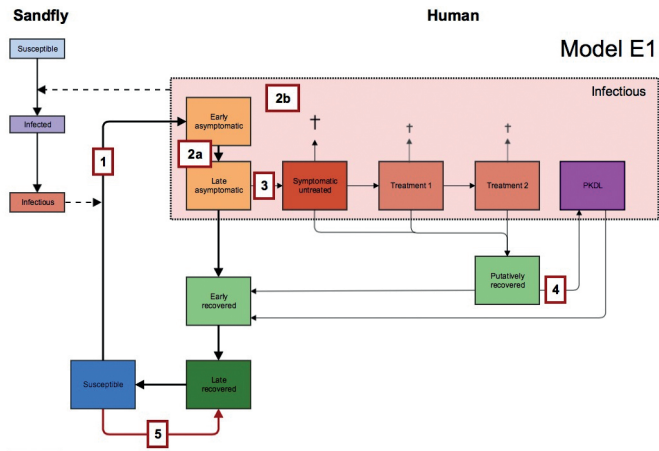 Sandfly
Human
Model E1
Susceptible
Infectious
2b
Early
asymptomatic
†
†
†
Infected
1
2a
Late
asymptomatic
3
Symptomatic
untreated
Treatment 1
Treatment 2
PKDL
Infectious
Putatively
recovered
4
Early
recovered
Susceptible
Late
recovered
5